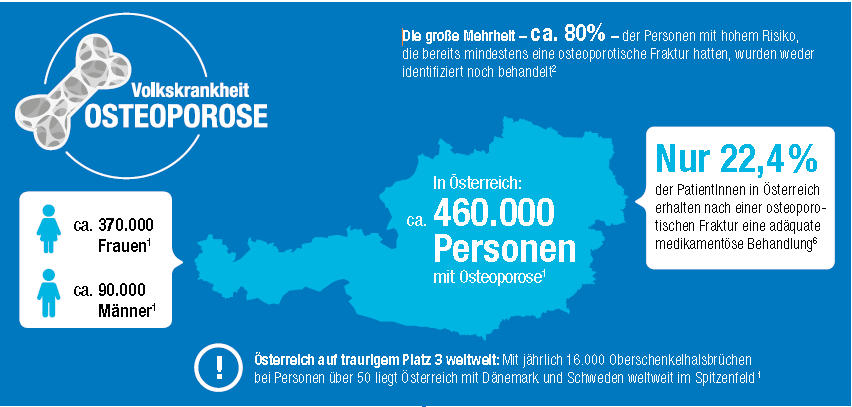 Die große Mehrheit – ca. 80% – der Personen mit hohem Risiko,
die bereits mindestens eine osteoporotische Fraktur hatten, wurden weder
identifiziert noch behandelt²
Volkskrankheit
OSTEOPOROSE
Nur 22,4%
der PatientInnen in Österreich
erhalten nach einer osteoporo-
tischen Fraktur eine adäquate
medikamentöse Behandlung⁶
In Österreich:
ca. 460.000
Personen
mit Osteoporose¹
ca. 370.000
Frauen¹
ca. 90.000
Männer¹
!
Österreich auf traurigem Platz 3 weltweit: Mit jährlich 16.000 Oberschenkelhalsbrüchen
bei Personen über 50 liegt Österreich mit Dänemark und Schweden weltweit im Spitzenfeld ¹